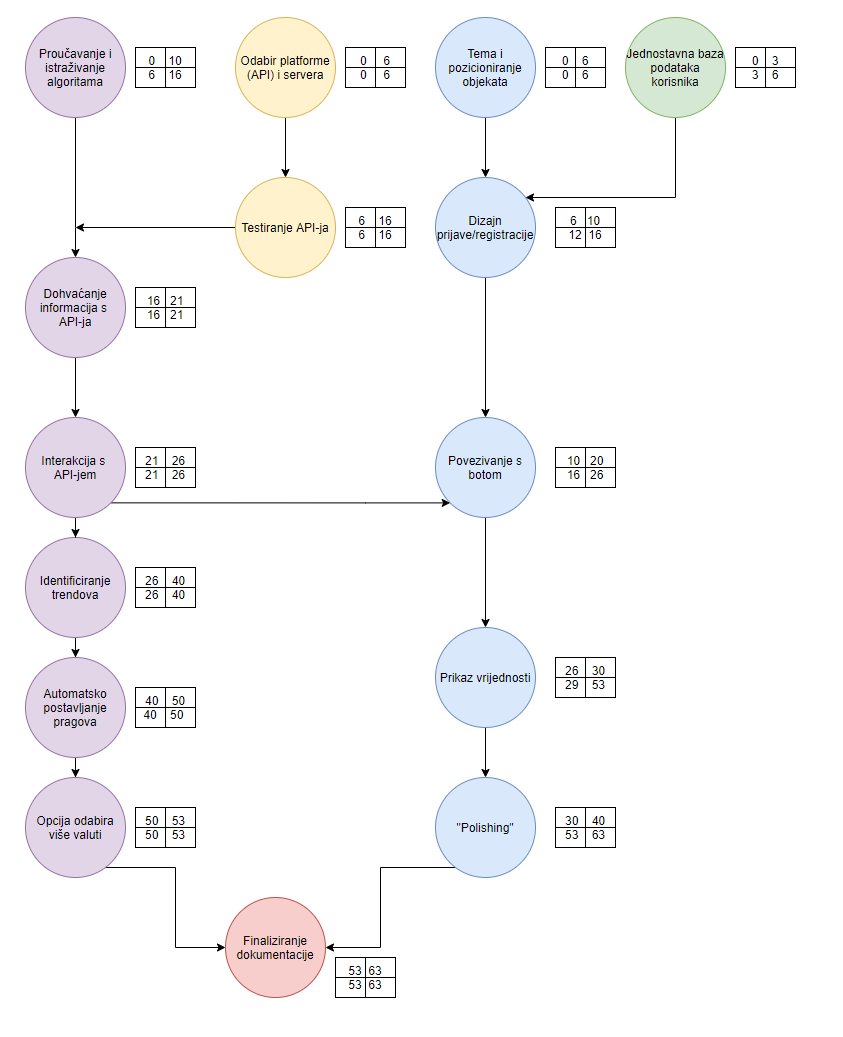 Proučavanje i
istraživanje
algoritama
0 10
6 16
Odabir platforme
(API) i servera
0 6
0 6
Tema i
pozicioniranje
objekata
0 6
0 6
Jednostavna baza
podataka
korisnika
0 3
3 6
Testiranje API-ja
6 16
6 16
Dizajn
prijave/registracije
6 10
12 16
Dohvaćanje
informacija s
API-ja
16 21
16 21
Interakcija s
API-jem
21 26
21 26
Povezivanje s
botom
10 20
16 26
Identificiranje
trendova
26 40
26 40
Automatsko
postavljanje
pragova
40 50
40 50
Prikaz vrijednosti
26 30
29 53
Opcija odabira
više valuti
50 53
50 53
"Polishing"
30 40
53 63
Finaliziranje
dokumentacije
53 63
53 63